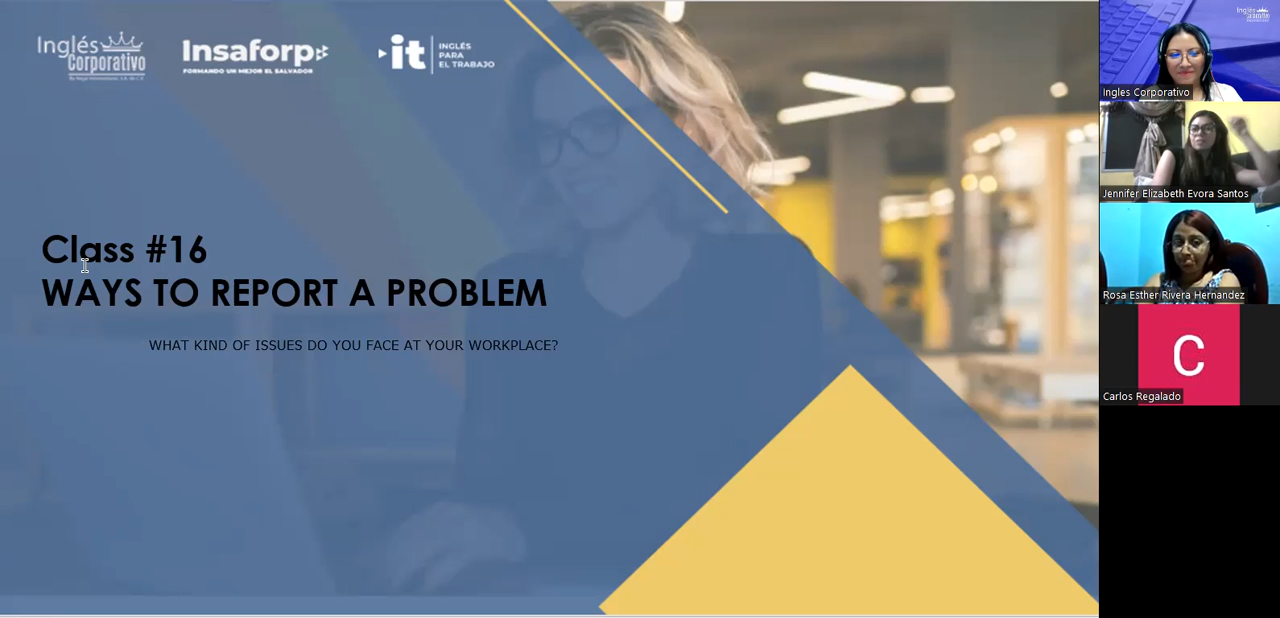 Inglés
Corporativo
Insaforp
FORMANDO UN MEJOR EL SALVADOR
it
INGLÉS
PARA
EL TRABAJO
Class #16
WAYS TO REPORT A PROBLEM
WHAT KIND OF ISSUES DO YOU FACE AT YOUR WORKPLACE?
Inglés
Corporativo
Ingles Corporativo
Jennifer Elizabeth Evora Santos
Rosa Esther Rivera Hernandez
C
Carlos Regalado